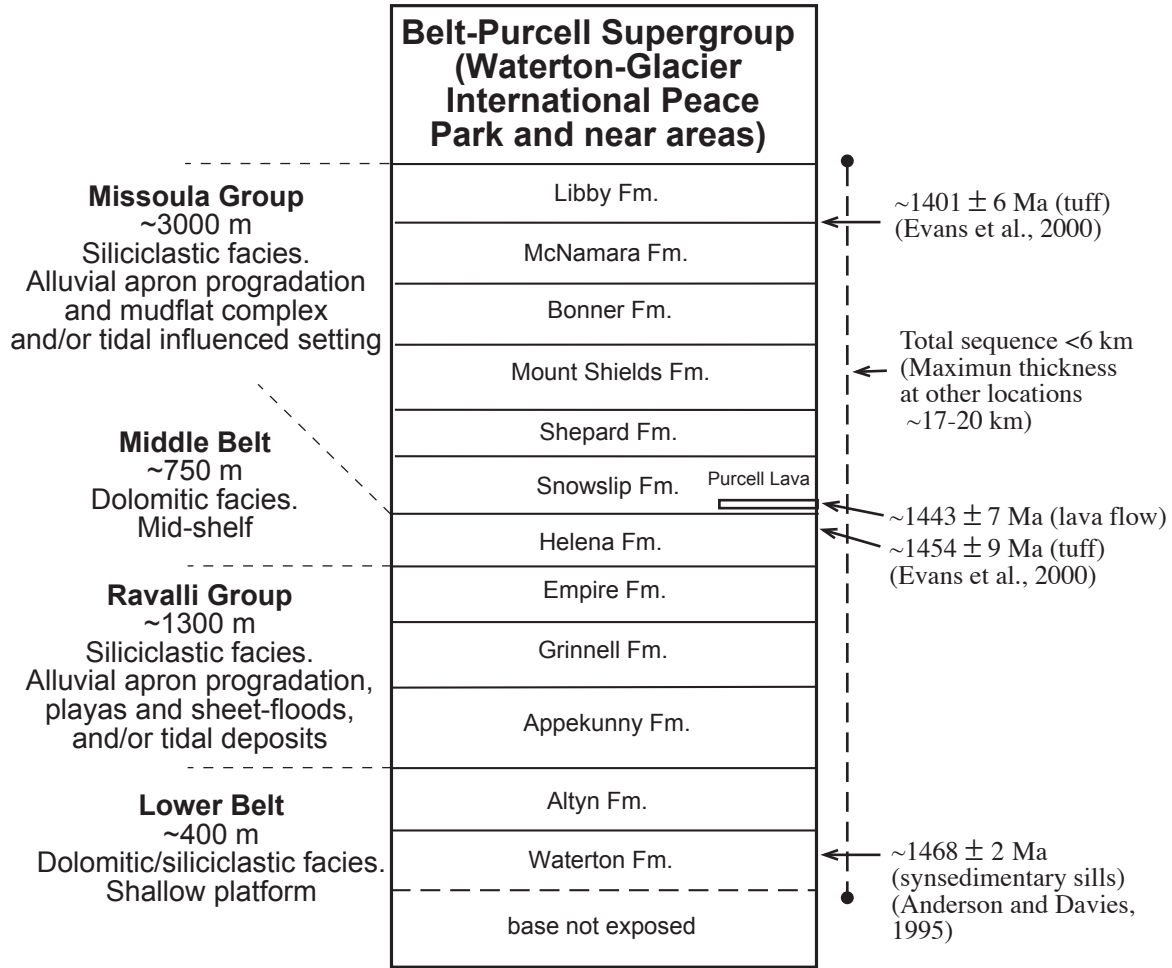 Belt-Purcell Supergroup
(Waterton-Glacier
International Peace
Park and near areas)
Missoula Group
~3000 m
Siliciclastic facies.
Alluvial apron progradation
and mudflat complex
and/or tidal influenced setting
Middle Belt
~750 m
Dolomitic facies.
Mid-shelf
Ravalli Group
~1300 m
Siliciclastic facies.
Alluvial apron progradation,
playas and sheet-floods,
and/or tidal deposits
Lower Belt
~400 m
Dolomitic/siliciclastic facies.
Shallow platform
Libby Fm.
McNamara Fm.
Bonner Fm.
Mount Shields Fm.
Shepard Fm.
Snowslip Fm.
Purcell Lava
Helena Fm.
Empire Fm.
Grinnell Fm.
Appekunny Fm.
Altyn Fm.
Waterton Fm.
base not exposed
~1401 ± 6 Ma (tuff)
(Evans et al., 2000)
Total sequence <6 km
(Maximun thickness
at other locations
~17-20 km)
~1443 ± 7 Ma (lava flow)
~1454 ± 9 Ma (tuff)
(Evans et al., 2000)
~1468 ± 2 Ma
(synsedimentary sills)
(Anderson and Davies,
1995)